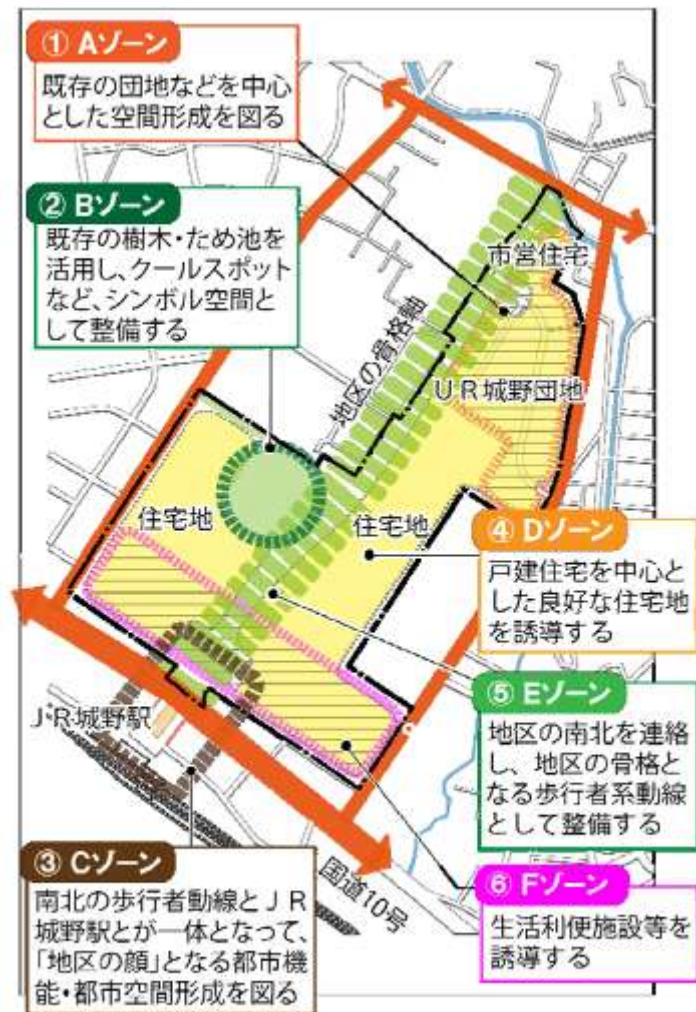 ① Aゾーン
既存の団地などを中心
とした空間形成を図る
② Bゾーン
既存の樹木・ため池を
活用し、クールスポット
など、シンボル空間と
して整備する
市営住宅
地区の骨格軸
UR城野団地
住宅地
住宅地
④ Dゾーン
戸建住宅を中心と
した良好な住宅地
を誘導する
⑤ Eゾーン
地区の南北を連絡
し、地区の骨格と
なる歩行者系動線
として整備する
JR城野駅
③ Cゾーン
南北の歩行者動線とJR
城野駅とが一体となって、
「地区の顔」となる都市機
能・都市空間形成を図る
国道10号
⑥ Fゾーン
生活利便施設等を
誘導する